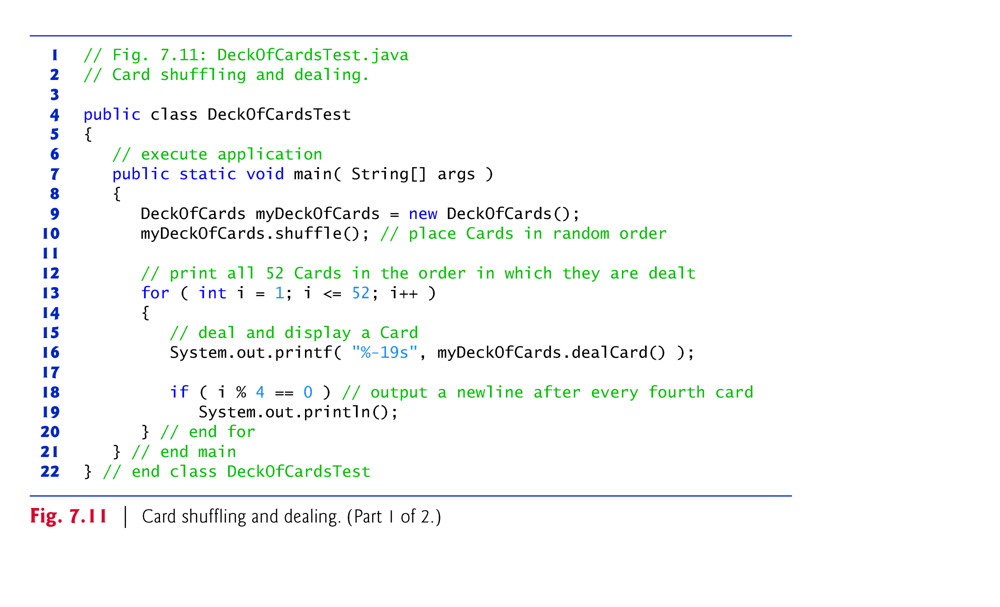 1 // Fig. 7.11: DeckOfCardsTest.java
2 // Card shuffling and dealing.
3
4 public class DeckOfCardsTest
5 {
6    // execute application
7    public static void main( String[] args )
8    {
9       DeckOfCards myDeckOfCards = new DeckOfCards();
10       myDeckOfCards.shuffle(); // place Cards in random order
11
12       // print all 52 Cards in the order in which they are dealt
13       for ( int i = 1; i <= 52; i++ )
14       {
15          // deal and display a Card
16          System.out.printf( "%-19s", myDeckOfCards.dealCard() );
17
18          if ( i % 4 == 0 ) // output a newline after every fourth card
19             System.out.println();
20       } // end for
21    } // end main
22 } // end class DeckOfCardsTest
Fig. 7.11 | Card shuffling and dealing. (Part 1 of 2.)